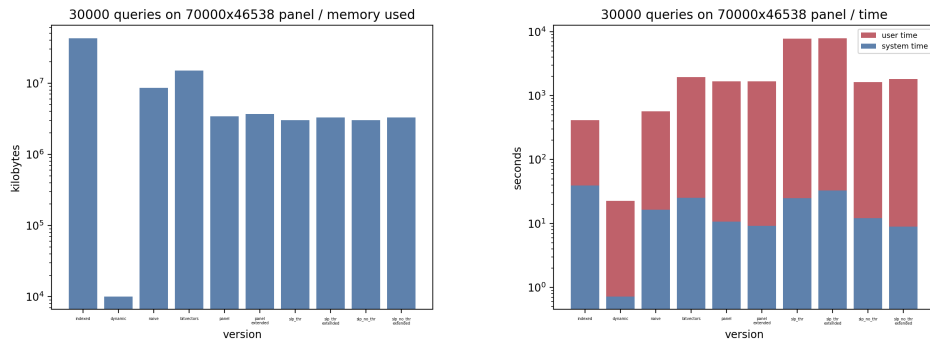 30000 queries on 70000x46538 panel / memory used
kilobytes
10^7
10^6
10^5
10^4
indexed
dynamic
naive
bitvectors
panel
panel extended
slp_thr
slp_thr extended
slp_no_thr
slp_no_thr extended
version
30000 queries on 70000x46538 panel / time
user time
system time
seconds
10^4
10^3
10^2
10^1
10^0
indexed
dynamic
naive
bitvectors
panel
panel extended
slp_thr
slp_thr extended
slp_no_thr
slp_no_thr extended
version